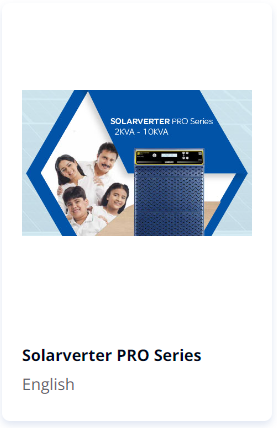 SOLARVERTER PRO Series
2KVA - 10KVA
Solarverter PRO Series
English